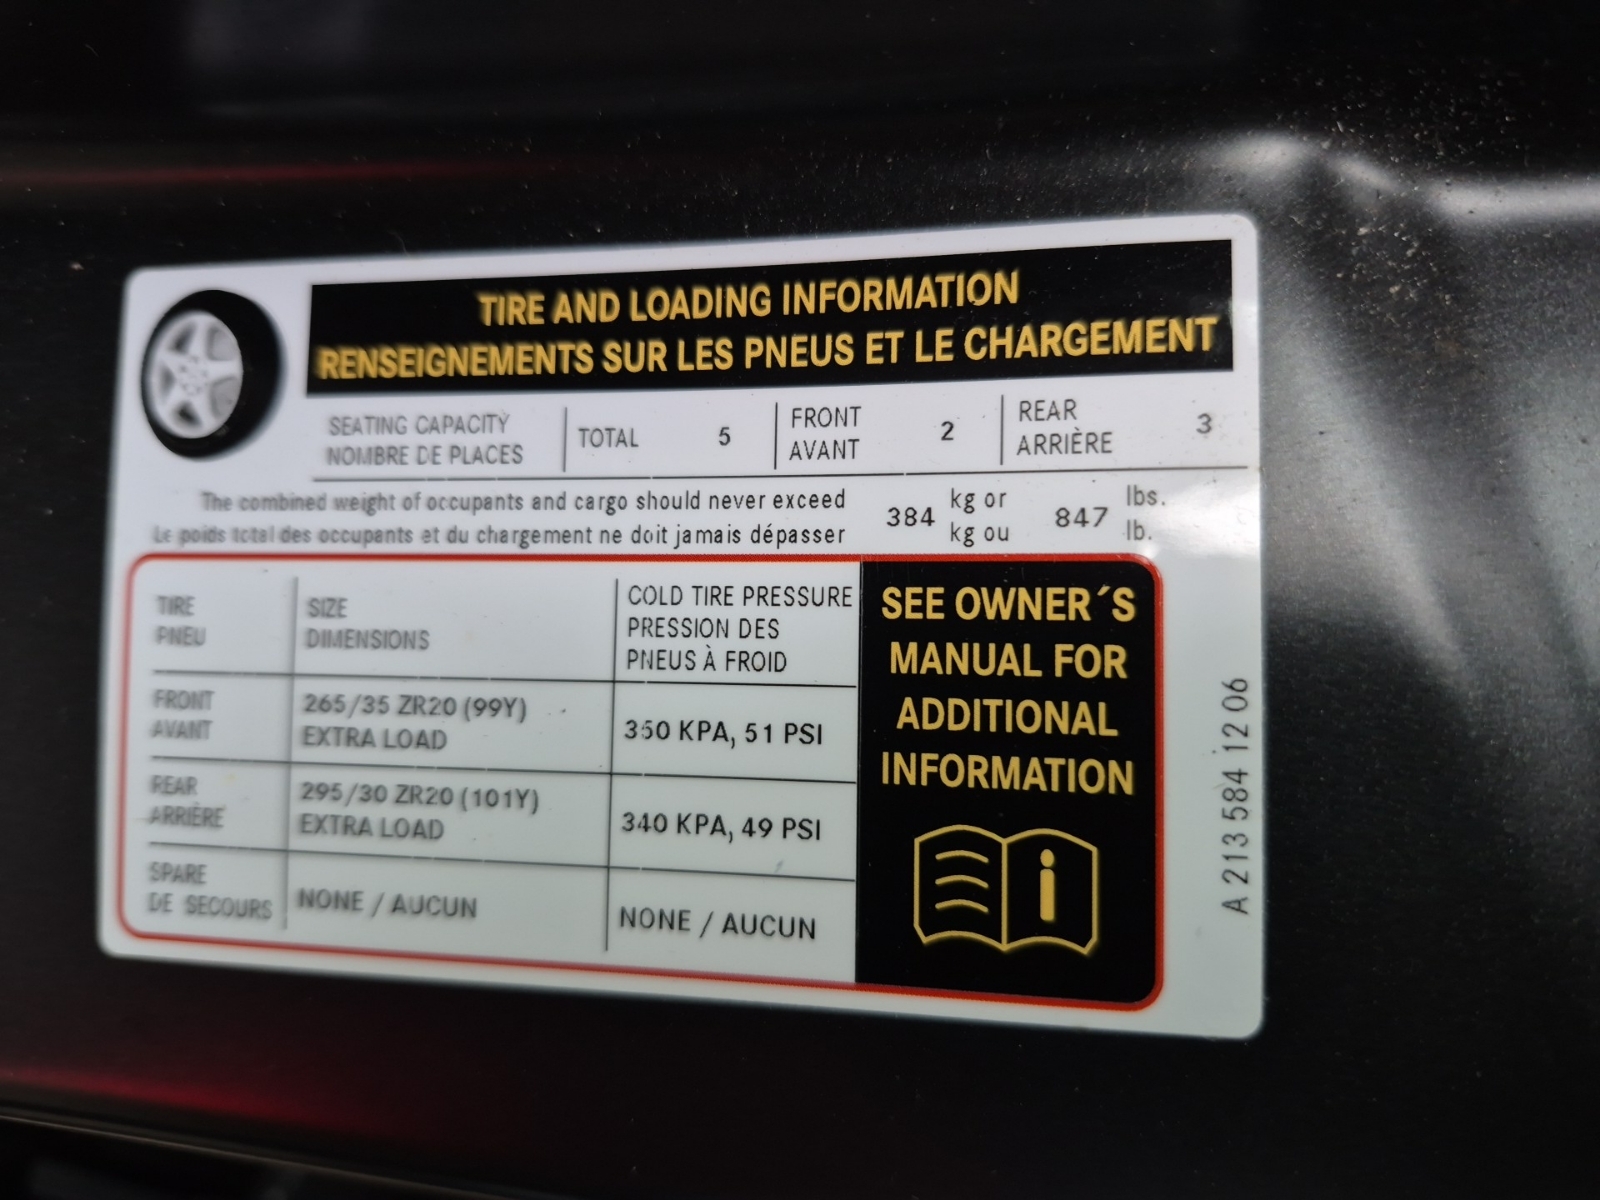 TIRE AND LOADING INFORMATION
RENSEIGNEMENTS SUR LES PNEUS ET LE CHARGEMENT
SEATING CAPACITY
NOMBRE DE PLACES
TOTAL 5
FRONT
AVANT
2
REAR
ARRIÈRE
3
The combined weight of occupants and cargo should never exceed
Le poids total des occupants et du chargement ne doit jamais dépasser
384
kg or
kg ou
847
lbs.
lb.
TIRE
PNEU
SIZE
DIMENSIONS
COLD TIRE PRESSURE
PRESSION DES
PNEUS À FROID
FRONT
AVANT
265/35 ZR20 (99Y)
EXTRA LOAD
350 KPA, 51 PSI
REAR
ARRIÈRE
295/30 ZR20 (101Y)
EXTRA LOAD
340 KPA, 49 PSI
SPARE
DE SECOURS
NONE / AUCUN
NONE / AUCUN
SEE OWNER´S
MANUAL FOR
ADDITIONAL
INFORMATION
i
A 213 584 12 06